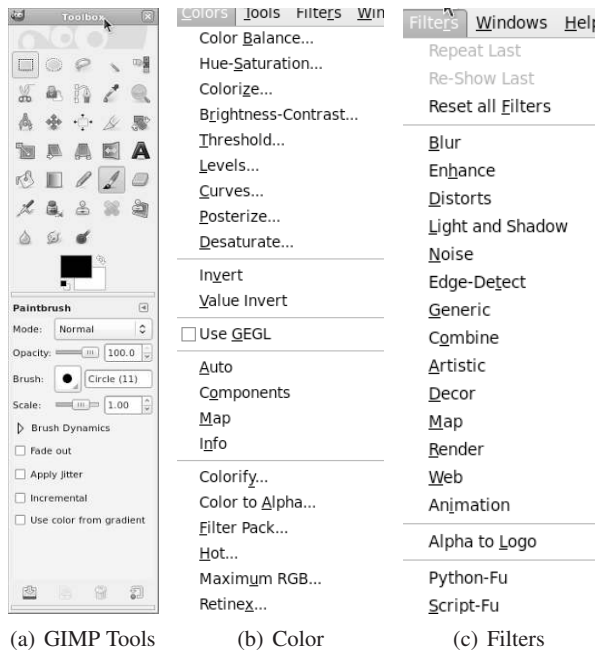 Toolbox
Paintbrush
Mode: Normal
Opacity: 100.0
Brush: Circle (11)
Scale: 1.00
Brush Dynamics
Fade out
Apply Jitter
Incremental
Use color from gradient
(a) GIMP Tools
Colors Tools Filters Win
Color Balance...
Hue-Saturation...
Colorize...
Brightness-Contrast...
Threshold...
Levels...
Curves...
Posterize...
Desaturate...
Invert
Value Invert
Use GEGL
Auto
Components
Map
Info
Colorify...
Color to Alpha...
Filter Pack...
Hot...
Maximum RGB...
Retinex...
(b) Color
Filters Windows Help
Repeat Last
Re-Show Last
Reset all Filters
Blur
Enhance
Distorts
Light and Shadow
Noise
Edge-Detect
Generic
Combine
Artistic
Decor
Map
Render
Web
Animation
Alpha to Logo
Python-Fu
Script-Fu
(c) Filters